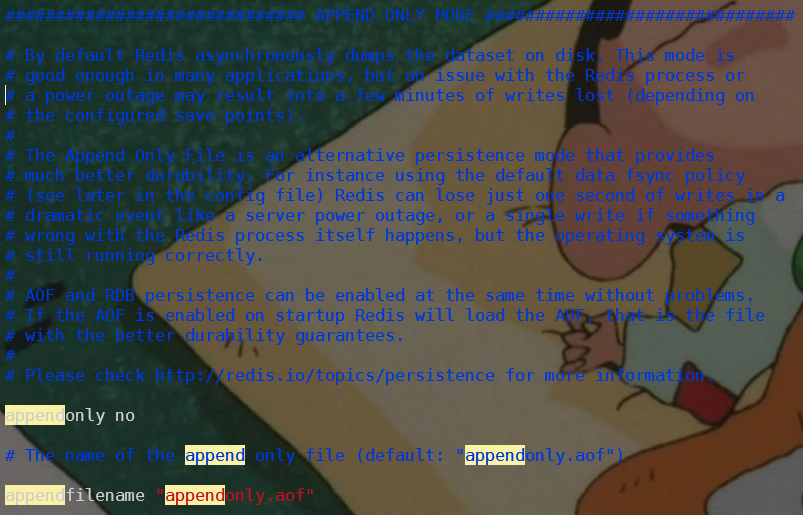 ############################## APPEND ONLY MODE ###############################
# By default Redis asynchronously dumps the dataset on disk. This mode is
# good enough in many applications, but an issue with the Redis process or
# a power outage may result into a few minutes of writes lost (depending on
# the configured save points).
#
# The Append Only File is an alternative persistence mode that provides
# much better durability. For instance using the default data fsync policy
# (see later in the config file) Redis can lose just one second of writes in a
# dramatic event like a server power outage, or a single write if something
# wrong with the Redis process itself happens, but the operating system is
# still running correctly.
#
# AOF and RDB persistence can be enabled at the same time without problems.
# If the AOF is enabled on startup Redis will load the AOF, that is the file
# with the better durability guarantees.
#
# Please check http://redis.io/topics/persistence for more information.
appendonly no
# The name of the append only file (default: "appendonly.aof")
appendfilename "appendonly.aof"